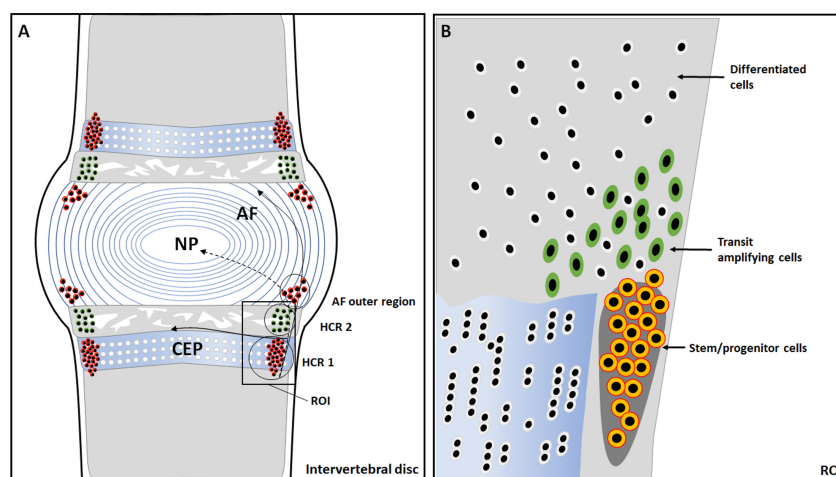 A
AF
NP
AF outer region
HCR 2
CEP
HCR 1
ROI
Intervertebral disc
B
Differentiated
cells
Transit
amplifying cells
Stem/progenitor cells
RO